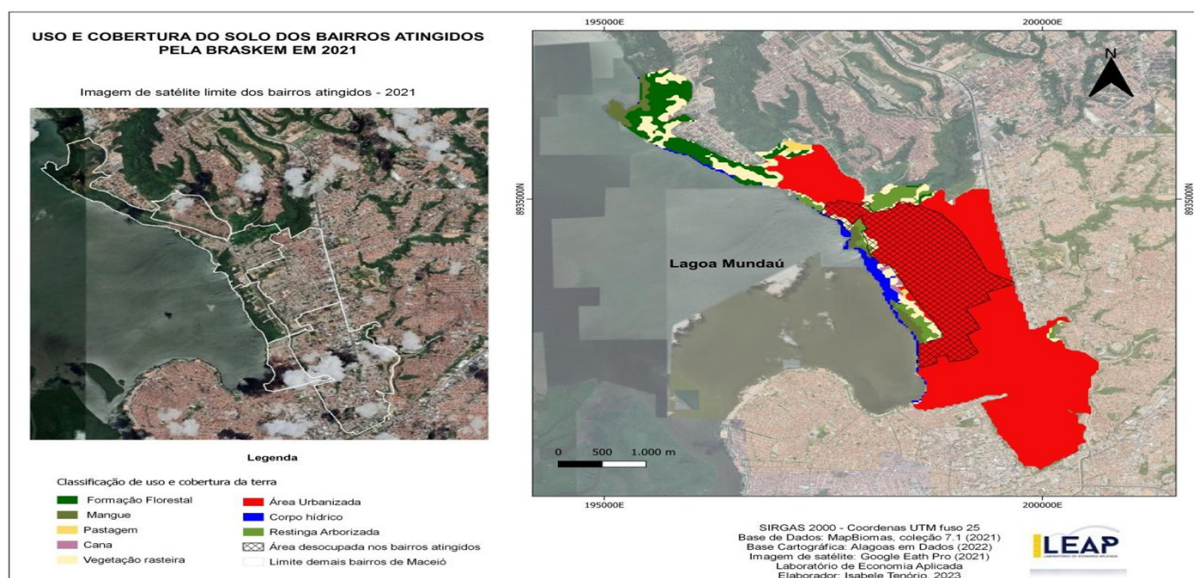 USO E COBERTURA DO SOLO DOS BAIRROS ATINGIDOS
PELA BRASKEM EM 2021
Imagem de satélite limite dos bairros atingidos - 2021
Legenda
Classificação de uso e cobertura da terra
Formação Florestal
Mangue
Pastagem
Cana
Vegetação rasteira
Área Urbanizada
Corpo hídrico
Restinga Arborizada
Área desocupada nos bairros atingidos
Limite demais bairros de Maceió
195000E
200000E
8935000N
8935000N
N
Lagoa Mundaú
0 500 1.000 m
195000E
200000E
SIRGAS 2000 - Coordenas UTM fuso 25
Base de Dados: MapBiomas, coleção 7.1 (2021)
Base Cartográfica: Alagoas em Dados (2022)
Imagem de satélite: Google Eath Pro (2021)
Laboratório de Economia Aplicada
Elaborador: Isabele Tenório, 2023
LEAP
LABORATÓRIO DE ECONOMIA APLICADA